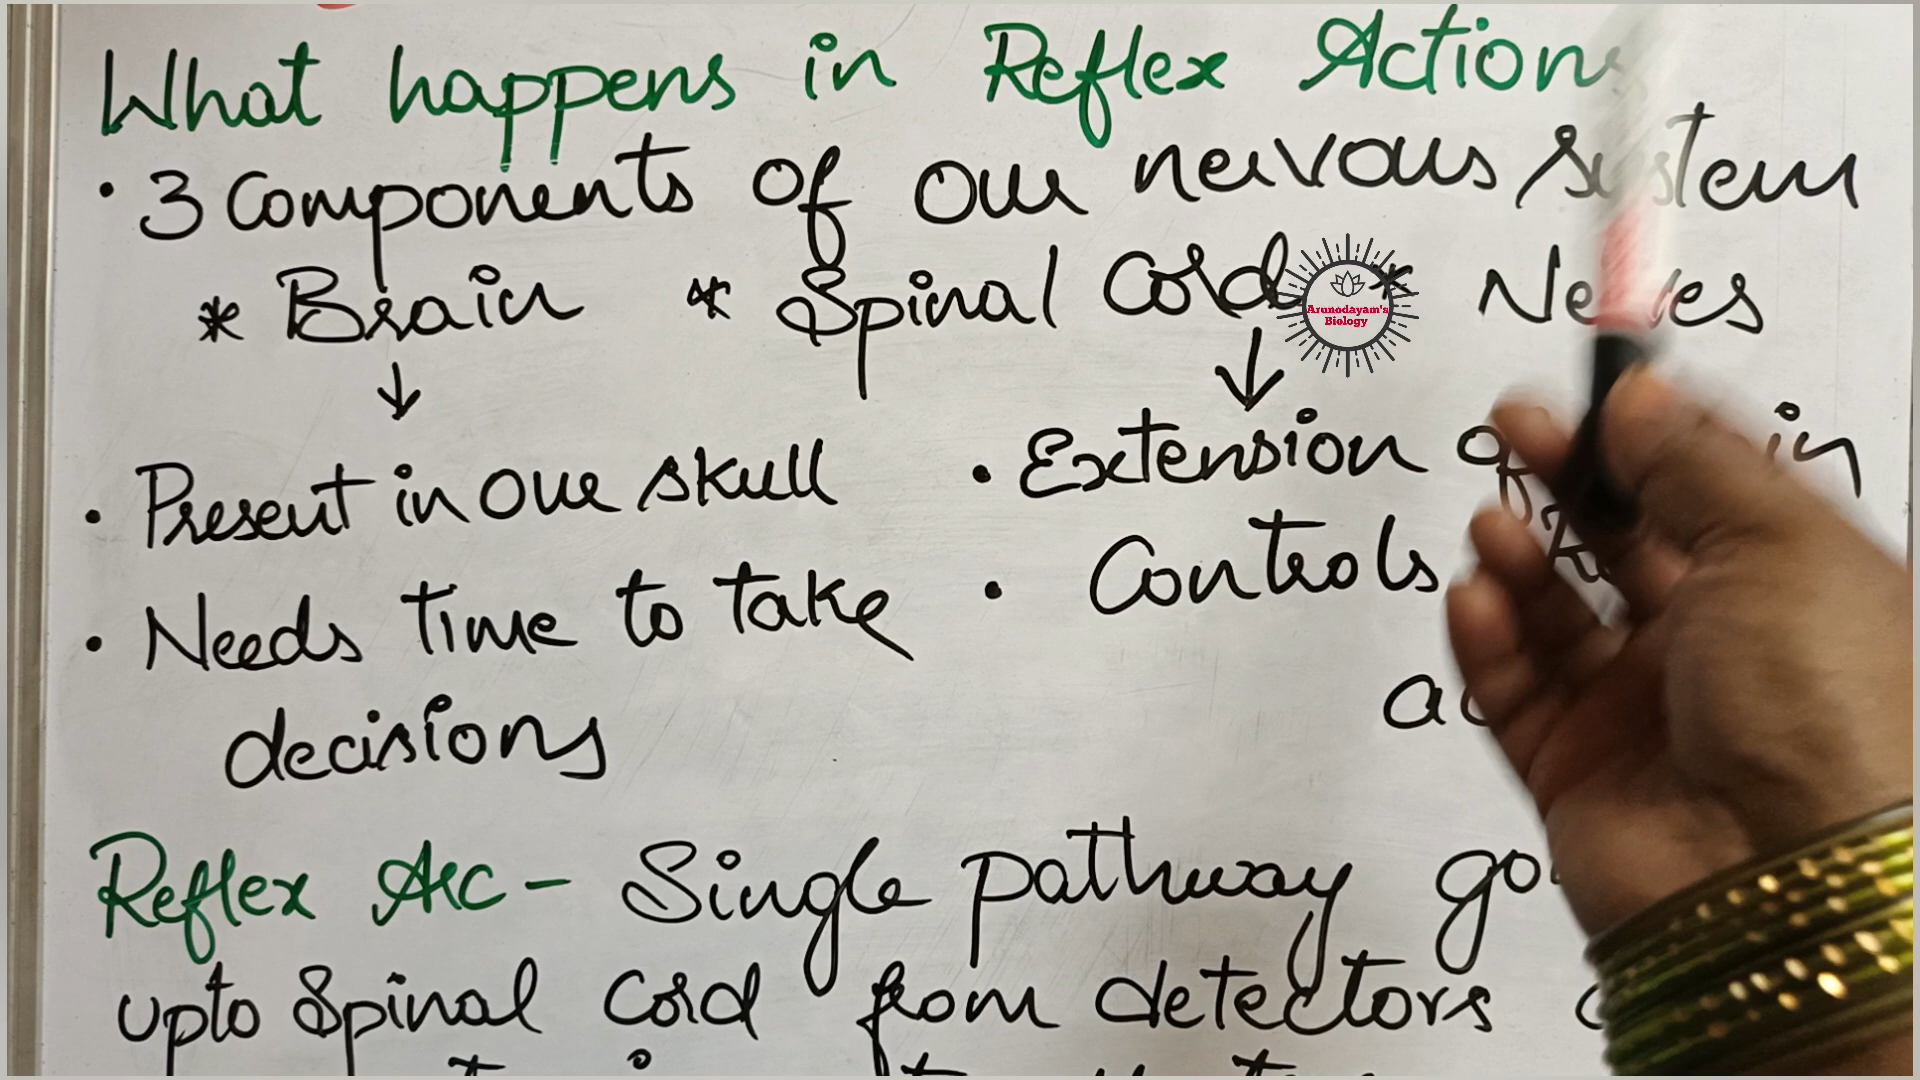 What happens in Reflex Action
• 3 Components of our nervous system
* Brain * Spinal Cord * Nerves
Arunodayam's
Biology
• Present in our skull
• Extension of
• Needs time to take
decisions
• Controls
Reflex Arc - Single pathway
upto Spinal cord from detectors